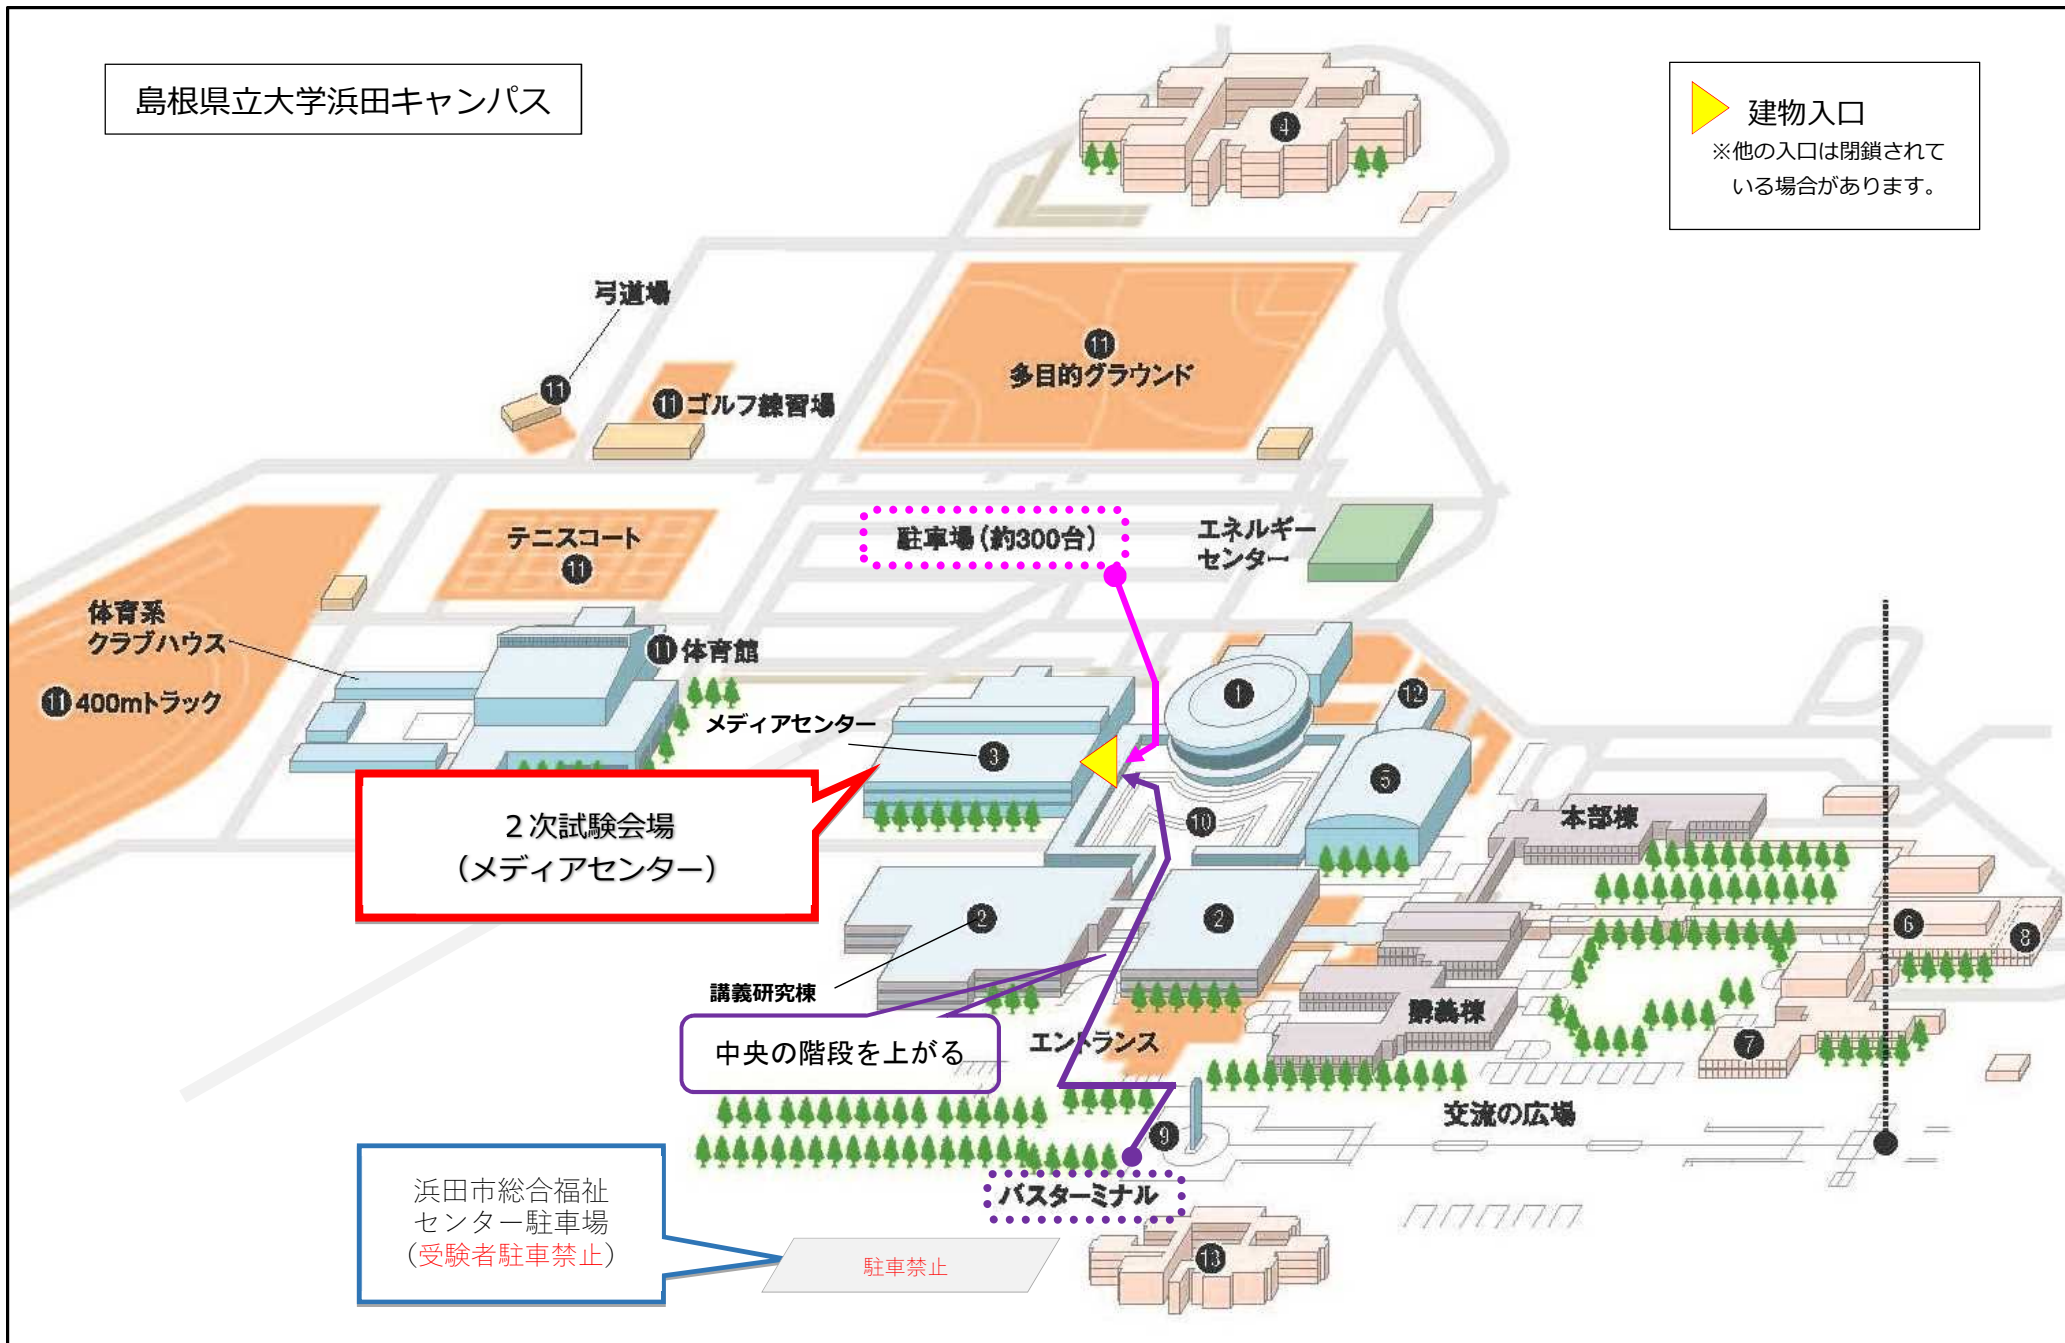 島根県立大学浜田キャンパス
建物入口
※他の入口は閉鎖されて
いる場合があります。
4
弓道場
11
11 ゴルフ練習場
11
多目的グラウンド
テニスコート
11
駐車場(約300台)
エネルギー
センター
体育系
クラブハウス
11 体育館
11 400mトラック
メディアセンター
3
1
12
5
10
2次試験会場
(メディアセンター)
本部棟
2
2
6
8
講義研究棟
中央の階段を上がる
エントランス
講義棟
7
交流の広場
9
バスターミナル
浜田市総合福祉
センター駐車場
(受験者駐車禁止)
駐車禁止
13